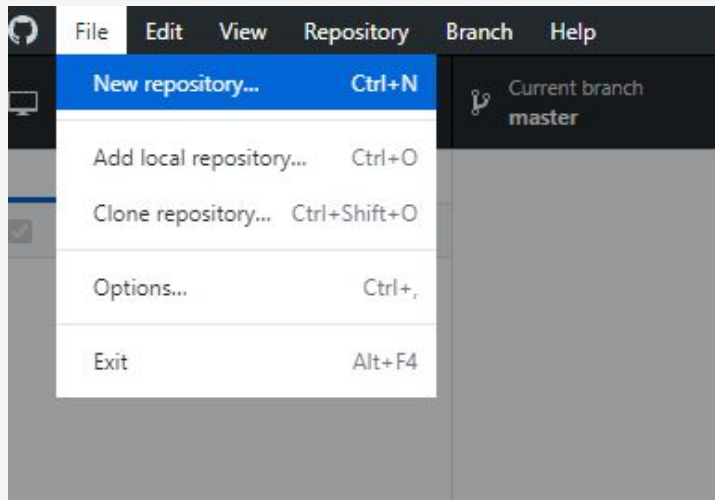 File Edit View Repository Branch Help
New repository... Ctrl+N
Current branch
master
Add local repository... Ctrl+O
Clone repository... Ctrl+Shift+O
Options... Ctrl+,
Exit Alt+F4